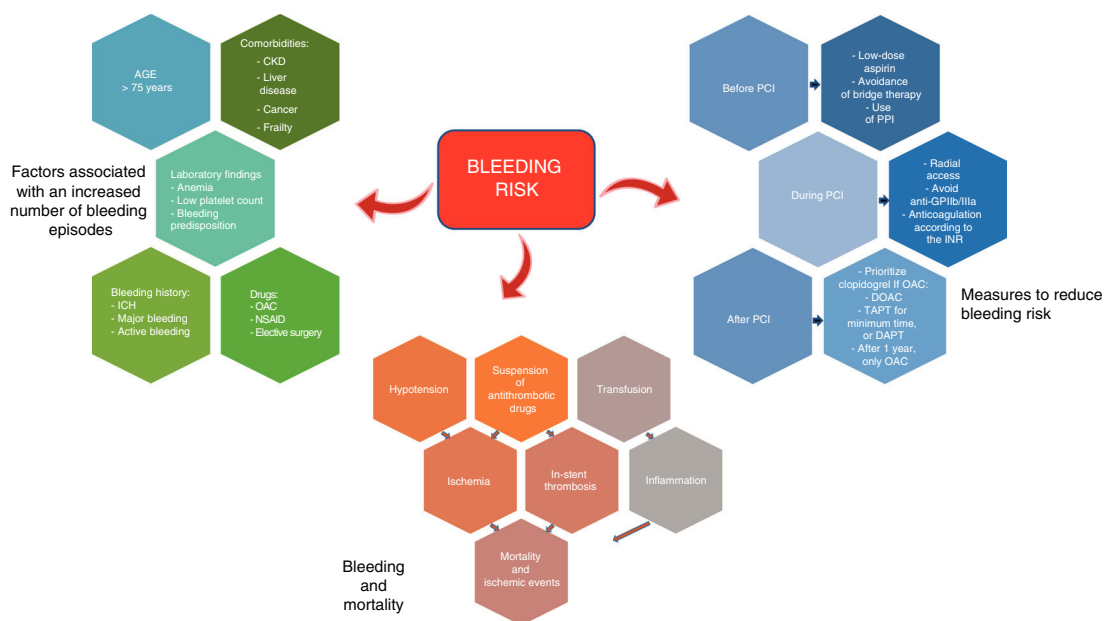 BLEEDING
RISK
Factors associated
with an increased
number of bleeding
episodes
AGE
> 75 years
Comorbidities:
- CKD
- Liver
disease
- Cancer
- Frailty
Laboratory findings
- Anemia
- Low platelet count
- Bleeding
predisposition
Bleeding history:
- ICH
- Major bleeding
- Active bleeding
Drugs:
- OAC
- NSAID
- Elective surgery
Before PCI
- Low-dose
aspirin
- Avoidance
of bridge therapy
- Use
of PPI
During PCI
- Radial
access
- Avoid
anti-GPIIb/IIIa
- Anticoagulation
according to
the INR
After PCI
- Prioritize
clopidogrel If OAC:
- DOAC
- TAPT for
minimum time,
or DAPT
- After 1 year,
only OAC
Measures to reduce
bleeding risk
Hypotension
Suspension
of
antithrombotic
drugs
Transfusion
Ischemia
In-stent
thrombosis
Inflammation
Mortality
and
ischemic events
Bleeding
and
mortality